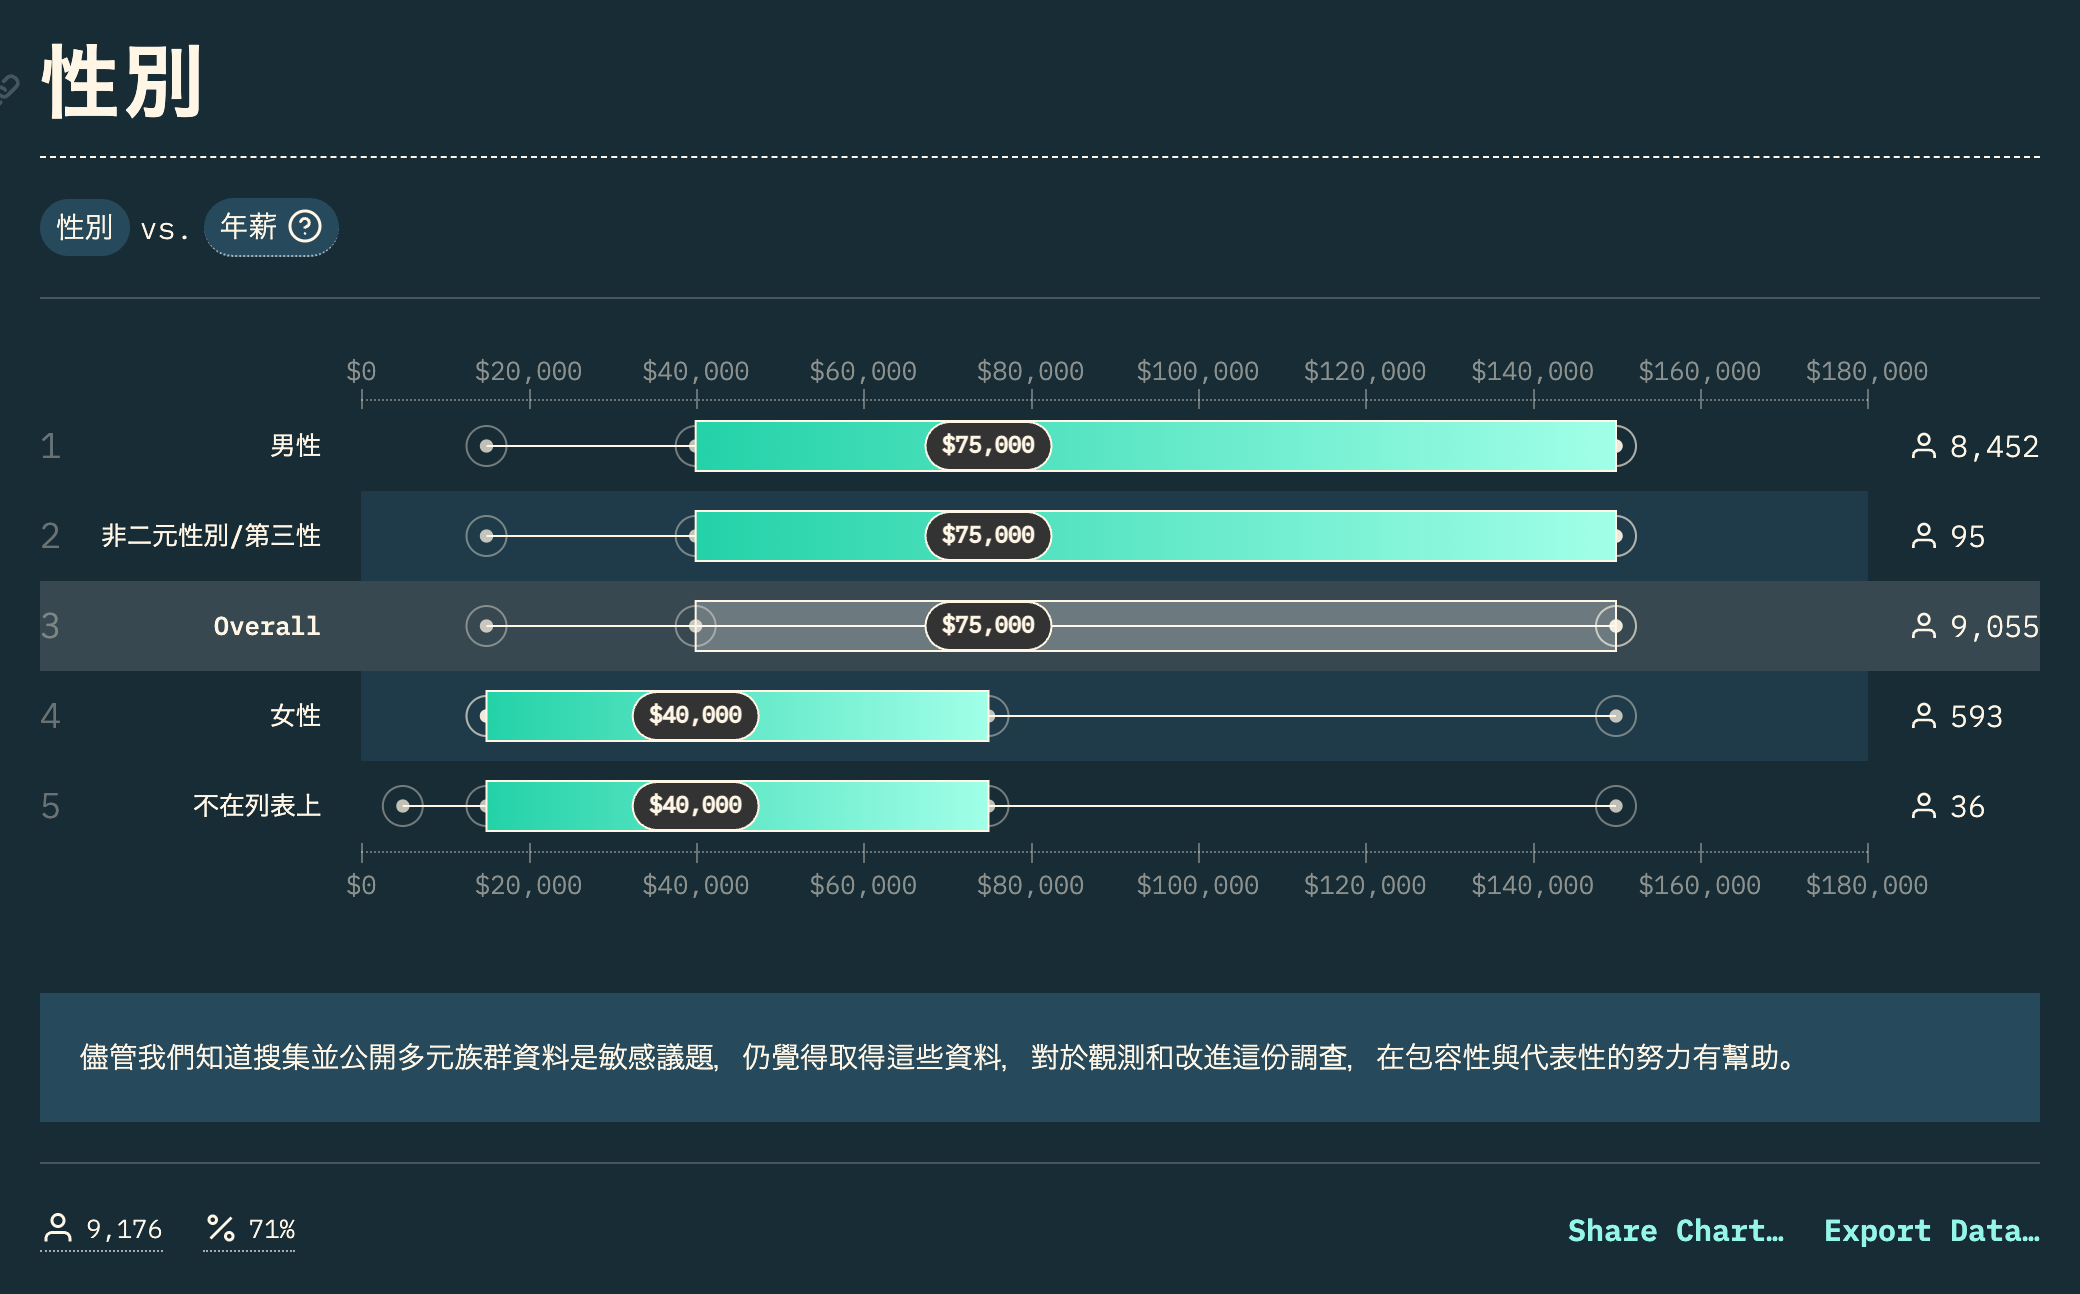 性別
性別 vs. 年薪 ?
$0 $20,000 $40,000 $60,000 $80,000 $100,000 $120,000 $140,000 $160,000 $180,000
1 男性 $75,000 8,452
2 非二元性別/第三性 $75,000 95
3 Overall $75,000 9,055
4 女性 $40,000 593
5 不在列表上 $40,000 36
$0 $20,000 $40,000 $60,000 $80,000 $100,000 $120,000 $140,000 $160,000 $180,000
儘管我們知道搜集並公開多元族群資料是敏感議題，仍覺得取得這些資料，對於觀測和改進這份調查，在包容性與代表性的努力有幫助。
9,176 % 71% Share Chart… Export Data…